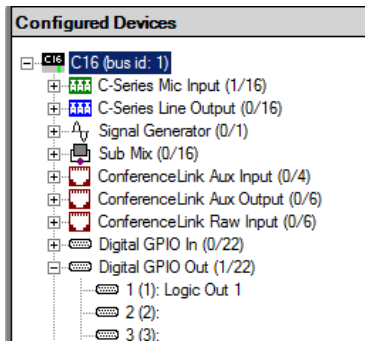 Configured Devices
C16 C16 (bus id: 1)
C-Series Mic Input (1/16)
C-Series Line Output (0/16)
Signal Generator (0/1)
Sub Mix (0/16)
ConferenceLink Aux Input (0/4)
ConferenceLink Aux Output (0/6)
ConferenceLink Raw Input (0/6)
Digital GPIO In (0/22)
Digital GPIO Out (1/22)
1 (1): Logic Out 1
2 (2):
3 (3):